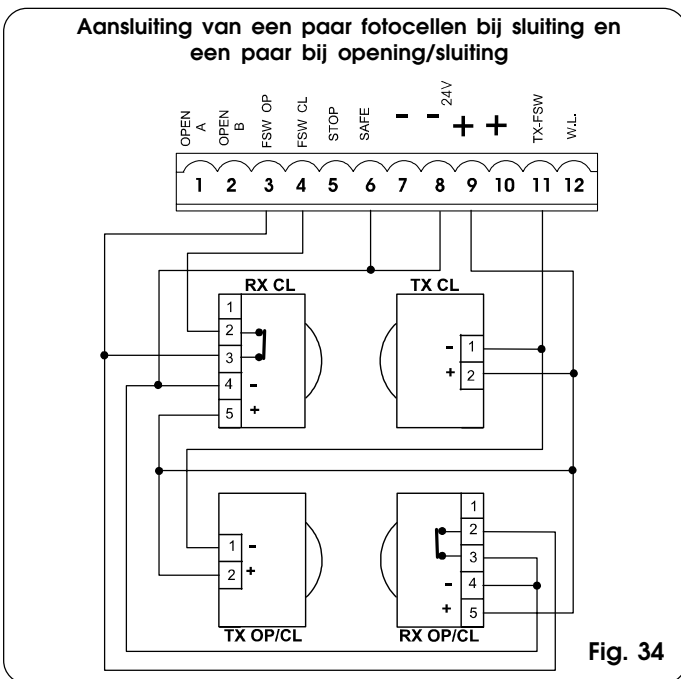 Aansluiting van een paar fotocellen bij sluiting en
een paar bij opening/sluiting
OPEN A
OPEN B
FSW OP
FSW CL
STOP
SAFE
-
-
24V
+
+
TX-FSW
W.L.
1 2 3 4 5 6 7 8 9 10 11 12
RX CL
1
2
3
4 -
5 +
TX CL
- 1
+ 2
1 -
2 +
TX OP/CL
1
2
3
- 4
+ 5
RX OP/CL
Fig. 34